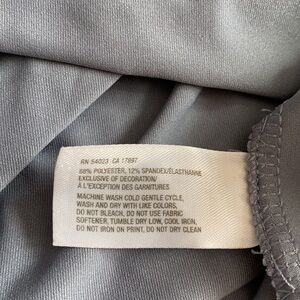 RN 54023 CA 17897
88% POLYESTER, 12% SPANDEX/ÉLASTHANNE
EXCLUSIVE OF DECORATION/
À L'EXCEPTION DES GARNITURES
MACHINE WASH COLD GENTLE CYCLE,
WASH AND DRY WITH LIKE COLORS,
DO NOT BLEACH, DO NOT USE FABRIC
SOFTENER, TUMBLE DRY LOW, COOL IRON,
DO NOT IRON ON PRINT, DO NOT DRY CLEAN